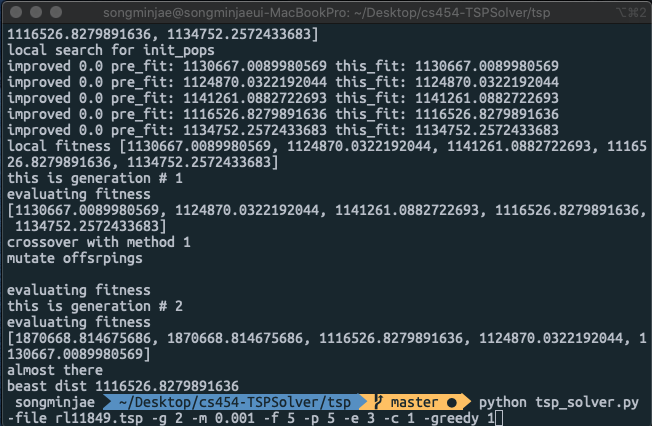 songminjae@songminjaeui-MacBookPro: ~/Desktop/cs454-TSPSolver/tsp ⌥⌘2
1116526.8279891636, 1134752.2572433683]
local search for init_pops
improved 0.0 pre_fit: 1130667.0089980569 this_fit: 1130667.0089980569
improved 0.0 pre_fit: 1124870.0322192044 this_fit: 1124870.0322192044
improved 0.0 pre_fit: 1141261.0882722693 this_fit: 1141261.0882722693
improved 0.0 pre_fit: 1116526.8279891636 this_fit: 1116526.8279891636
improved 0.0 pre_fit: 1134752.2572433683 this_fit: 1134752.2572433683
local fitness [1130667.0089980569, 1124870.0322192044, 1141261.0882722693, 11165
26.8279891636, 1134752.2572433683]
this is generation # 1
evaluating fitness
[1130667.0089980569, 1124870.0322192044, 1141261.0882722693, 1116526.8279891636,
 1134752.2572433683]
crossover with method 1
mutate offsrpings
evaluating fitness
this is generation # 2
evaluating fitness
[1870668.814675686, 1870668.814675686, 1116526.8279891636, 1134752.2572433683, 1
130667.0089980569]
almost there
beast dist 1116526.8279891636
songminjae ~/Desktop/cs454-TSPSolver/tsp master ● python tsp_solver.py
-file rl11849.tsp -g 2 -m 0.001 -f 5 -p 5 -e 3 -c 1 -greedy 1